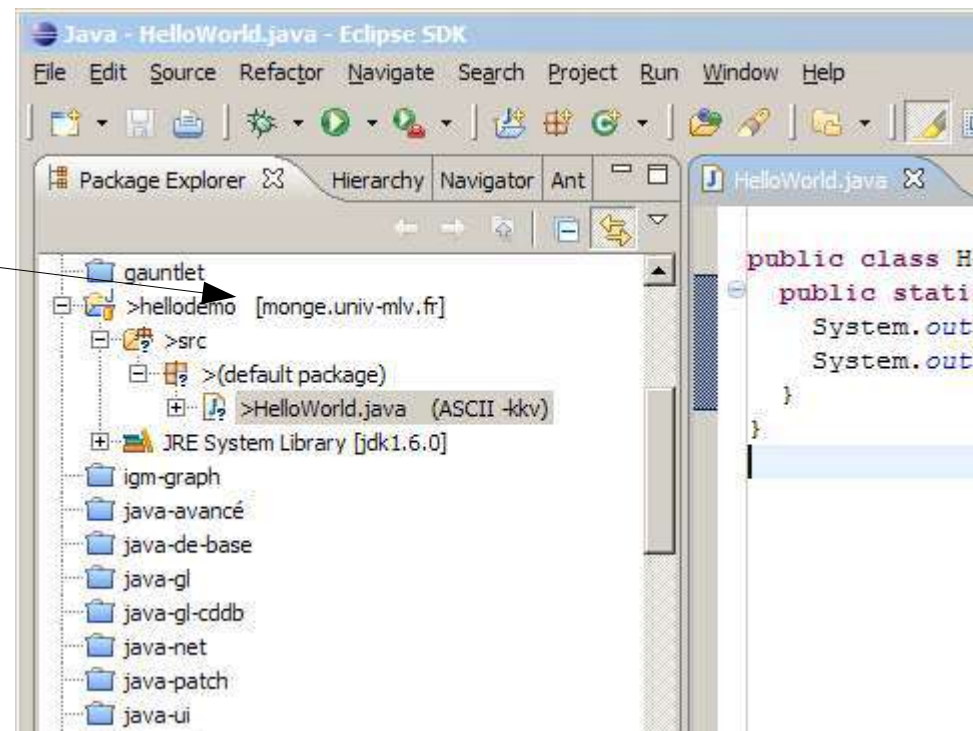 Java - HelloWorld.java - Eclipse SDK
File Edit Source Refactor Navigate Search Project Run Window Help
Package Explorer Hierarchy Navigator Ant
HelloWorld.java
gauntlet
>hellodemo [monge.univ-mlv.fr]
>src
>(default package)
>HelloWorld.java (ASCII -kkv)
JRE System Library [jdk1.6.0]
igm-graph
java-avancé
java-de-base
java-gl
java-gl-cddb
java-net
java-patch
java-ui
public class H
public stati
System.out
System.out
}
}